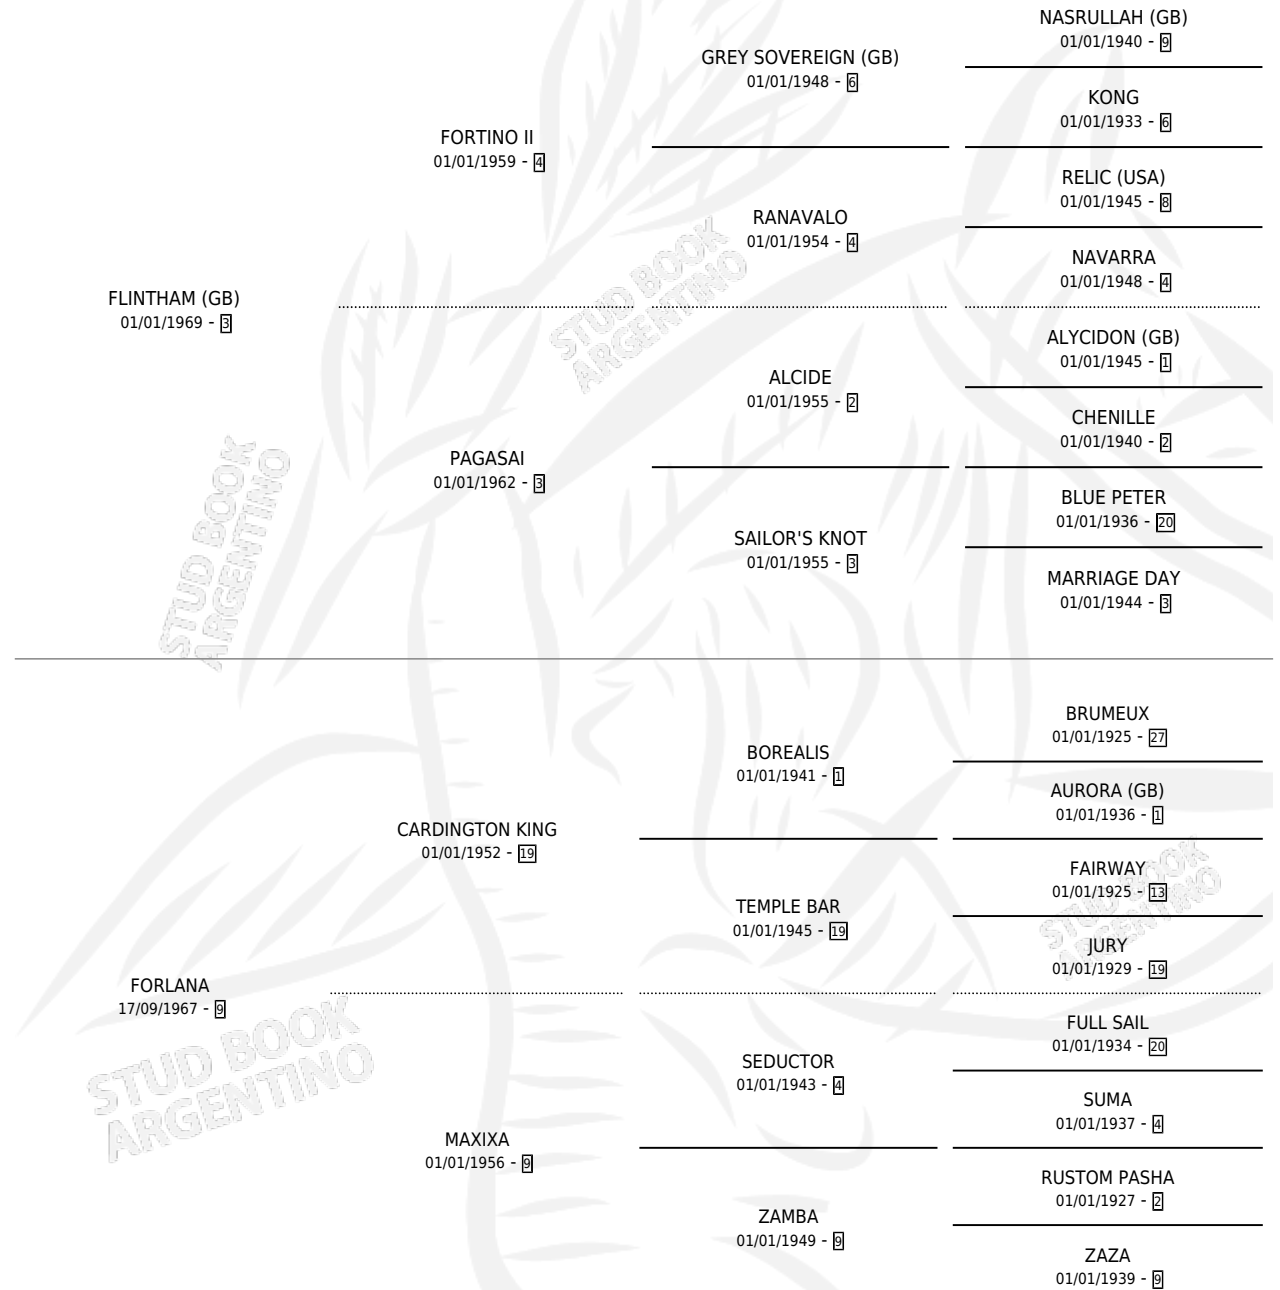 NASRULLAH (GB)
01/01/1940 - 9
GREY SOVEREIGN (GB)
01/01/1948 - 6
KONG
01/01/1933 - 6
FORTINO II
01/01/1959 - 4
RELIC (USA)
01/01/1945 - 8
RANAVALO
01/01/1954 - 4
NAVARRA
01/01/1948 - 4
FLINTHAM (GB)
01/01/1969 - 3
ALYCIDON (GB)
01/01/1945 - 1
ALCIDE
01/01/1955 - 2
CHENILLE
01/01/1940 - 2
PAGASAI
01/01/1962 - 3
BLUE PETER
01/01/1936 - 20
SAILOR'S KNOT
01/01/1955 - 3
MARRIAGE DAY
01/01/1944 - 3
BRUMEUX
01/01/1925 - 27
BOREALIS
01/01/1941 - 1
AURORA (GB)
01/01/1936 - 1
CARDINGTON KING
01/01/1952 - 19
FAIRWAY
01/01/1925 - 13
TEMPLE BAR
01/01/1945 - 19
JURY
01/01/1929 - 19
FORLANA
17/09/1967 - 9
FULL SAIL
01/01/1934 - 20
SEDUCTOR
01/01/1943 - 4
SUMA
01/01/1937 - 4
MAXIXA
01/01/1956 - 9
RUSTOM PASHA
01/01/1927 - 2
ZAMBA
01/01/1949 - 9
ZAZA
01/01/1939 - 9
STUD BOOK
ARGENTINO
STUD BOOK
ARGENTINO
STUD BOOK
ARGENTINO
STUD BOOK
ARGENTINO